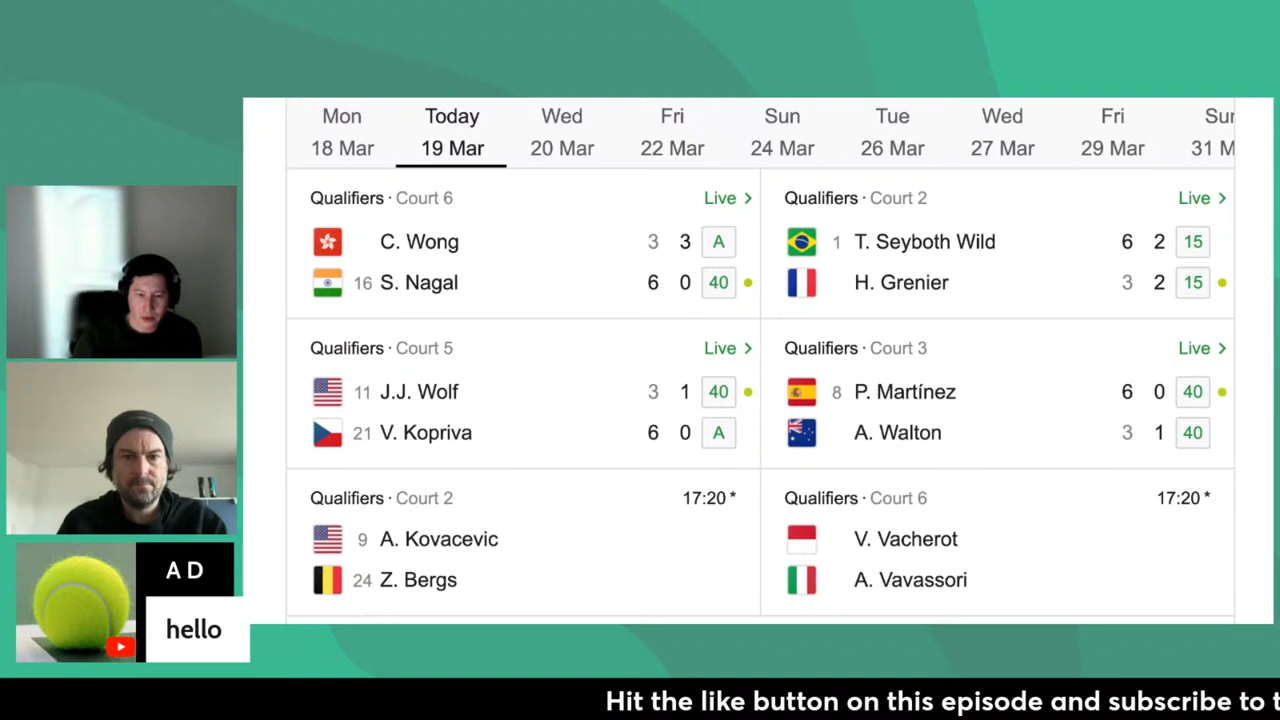 Mon Today Wed Fri Sun Tue Wed Fri Sur
18 Mar 19 Mar 20 Mar 22 Mar 24 Mar 26 Mar 27 Mar 29 Mar 31 M
Qualifiers · Court 6 Live >
C. Wong 3 3 A
16 S. Nagal 6 0 40
Qualifiers · Court 2 Live >
1 T. Seyboth Wild 6 2 15
H. Grenier 3 2 15
Qualifiers · Court 5 Live >
11 J.J. Wolf 3 1 40
21 V. Kopriva 6 0 A
Qualifiers · Court 3 Live >
8 P. Martínez 6 0 40
A. Walton 3 1 40
Qualifiers · Court 2 17:20 *
9 A. Kovacevic
24 Z. Bergs
Qualifiers · Court 6 17:20 *
V. Vacherot
A. Vavassori
A D
hello
Hit the like button on this episode and subscribe to t